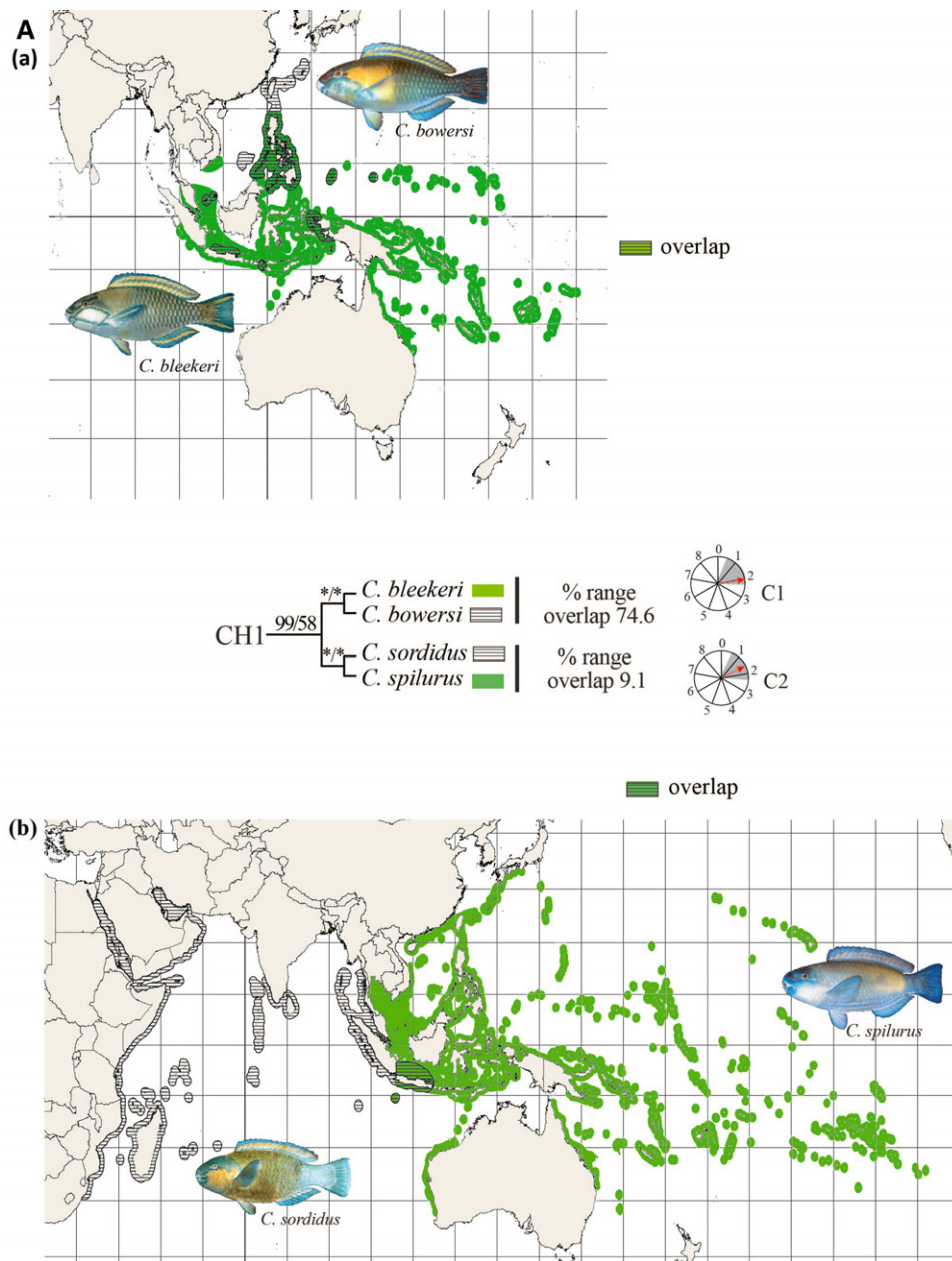 A
(a)
C. bowersi
overlap
C. bleekeri
CH1
99/58
*/*
C. bleekeri
C. bowersi
% range
overlap 74.6
0
1
2
3
4
5
6
7
8
C1
*/*
C. sordidus
C. spilurus
% range
overlap 9.1
0
1
2
3
4
5
6
7
8
C2
overlap
(b)
C. spilurus
C. sordidus